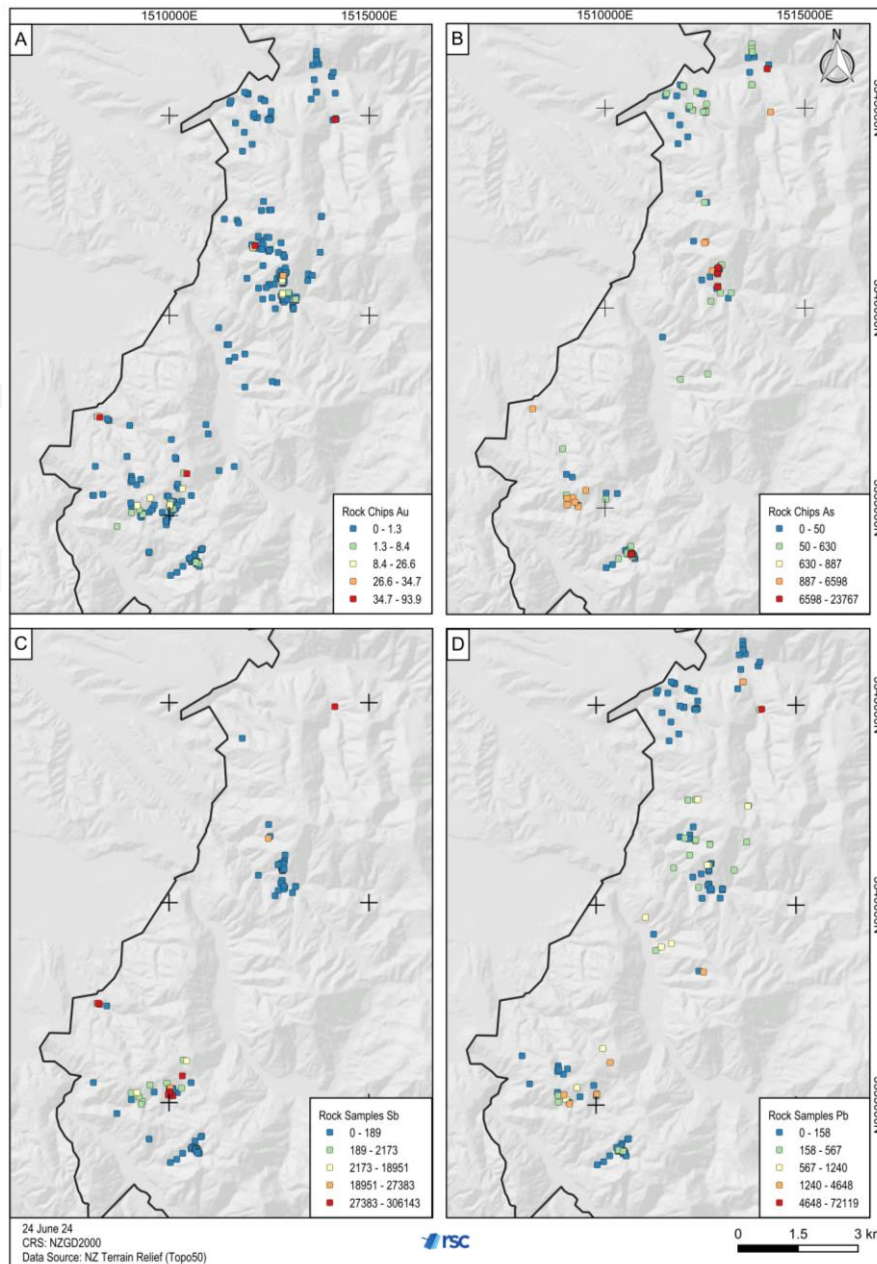 1510000E 1515000E 1510000E 1515000E
A
Rock Chips Au
0 - 1.3
1.3 - 8.4
8.4 - 26.6
26.6 - 34.7
34.7 - 93.9
B
N
Rock Chips As
0 - 50
50 - 630
630 - 887
887 - 6598
6598 - 23767
C
Rock Samples Sb
0 - 189
189 - 2173
2173 - 18951
18951 - 27383
27383 - 306143
D
Rock Samples Pb
0 - 158
158 - 567
567 - 1240
1240 - 4648
4648 - 72119
24 June 24
CRS: NZGD2000
Data Source: NZ Terrain Relief (Topo50)
rsc
0 1.5 3 km